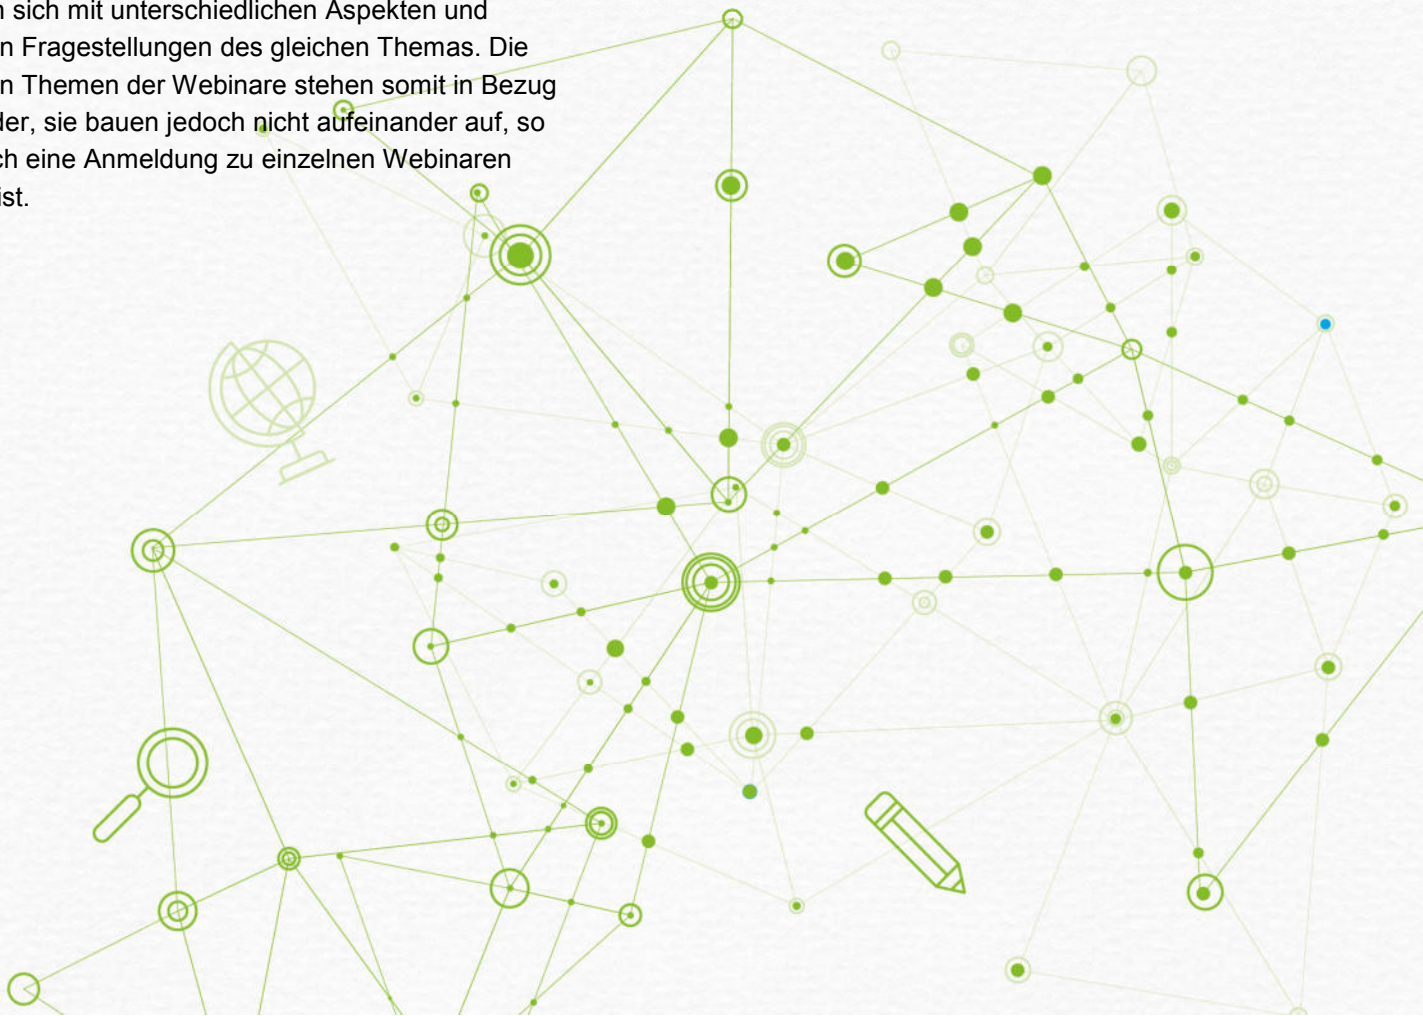 n sich mit unterschiedlichen Aspekten und
n Fragestellungen des gleichen Themas. Die
n Themen der Webinare stehen somit in Bezug
der, sie bauen jedoch nicht aufeinander auf, so
ch eine Anmeldung zu einzelnen Webinaren
ist.